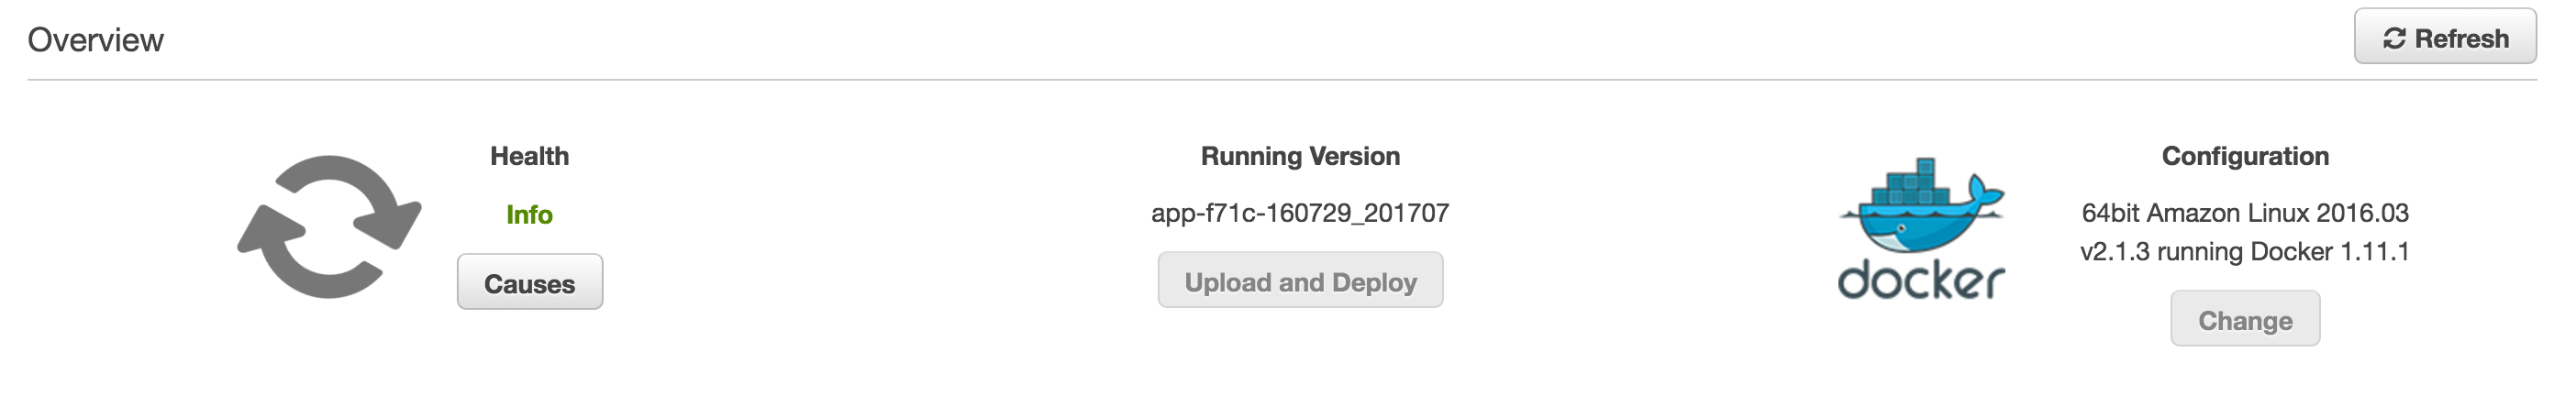 Overview
Refresh
Health
Info
Causes
Running Version
app-f71c-160729_201707
Upload and Deploy
docker
Configuration
64bit Amazon Linux 2016.03
v2.1.3 running Docker 1.11.1
Change